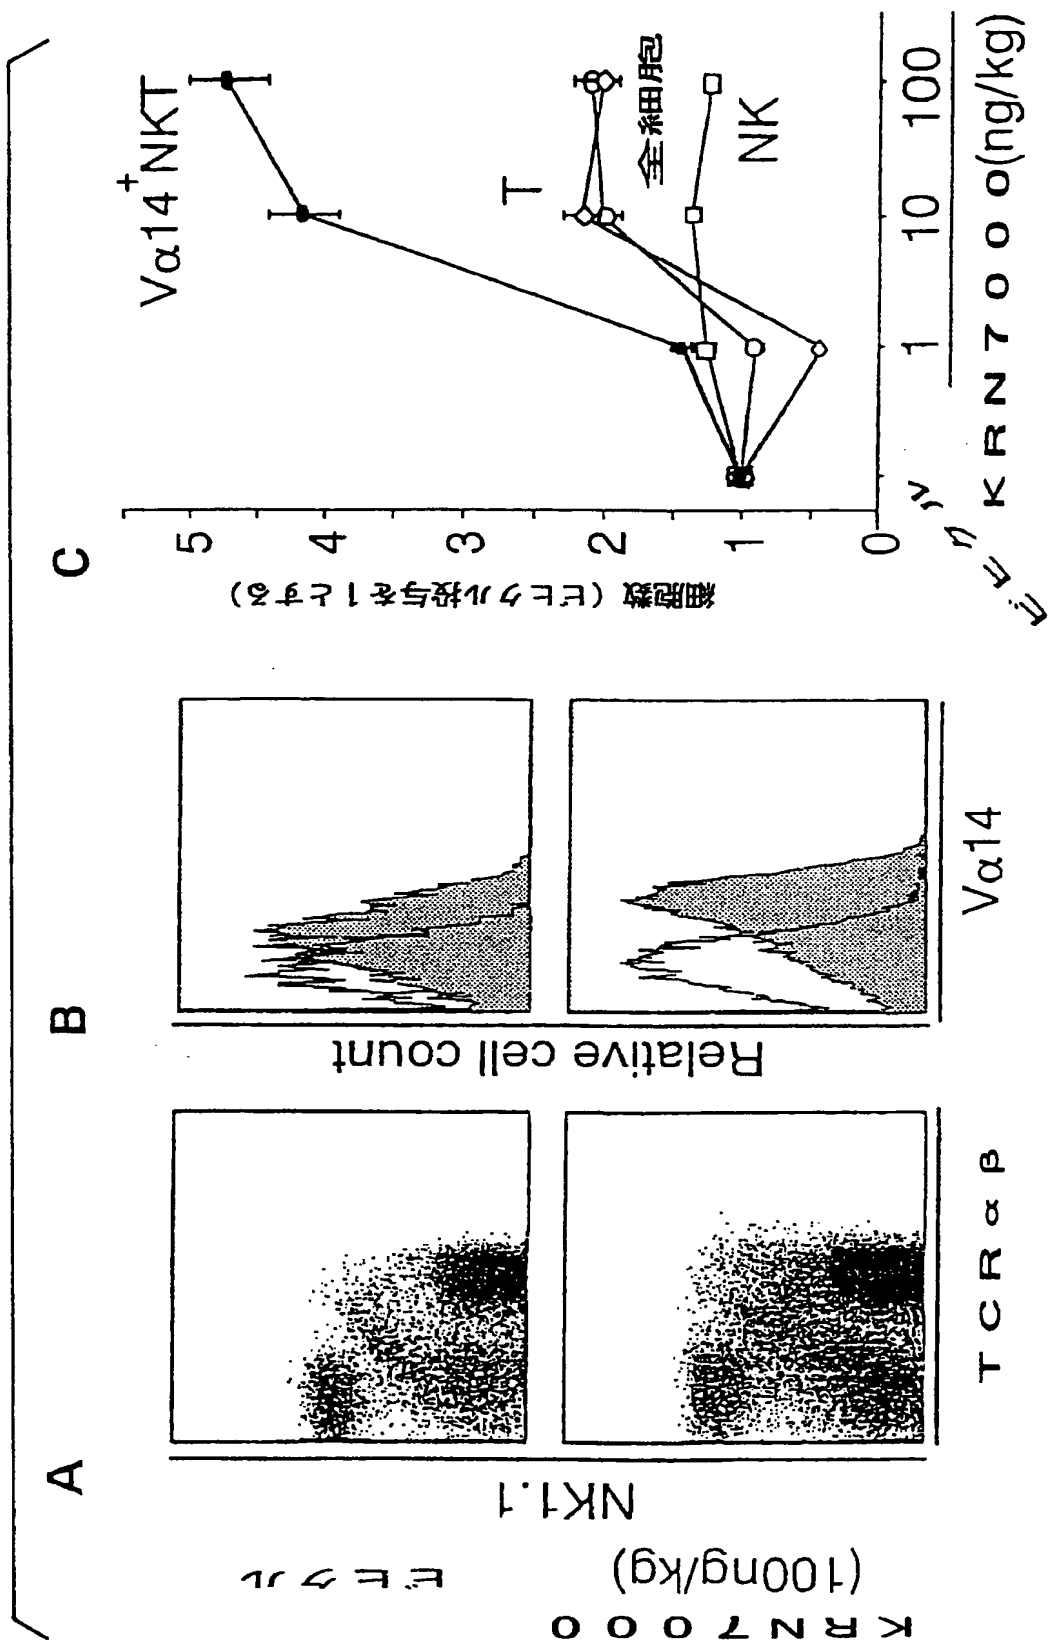 A
B
C
ビヒクル
KRN7000
(100ng/kg)
NK1.1
TCRαβ
Relative cell count
Vα14
細胞数(ビヒクル投与を1とする)
5
4
3
2
1
0
Vα14⁺NKT
T
全細胞
NK
ビヒクル
1
10
100
KRN7000(ng/kg)